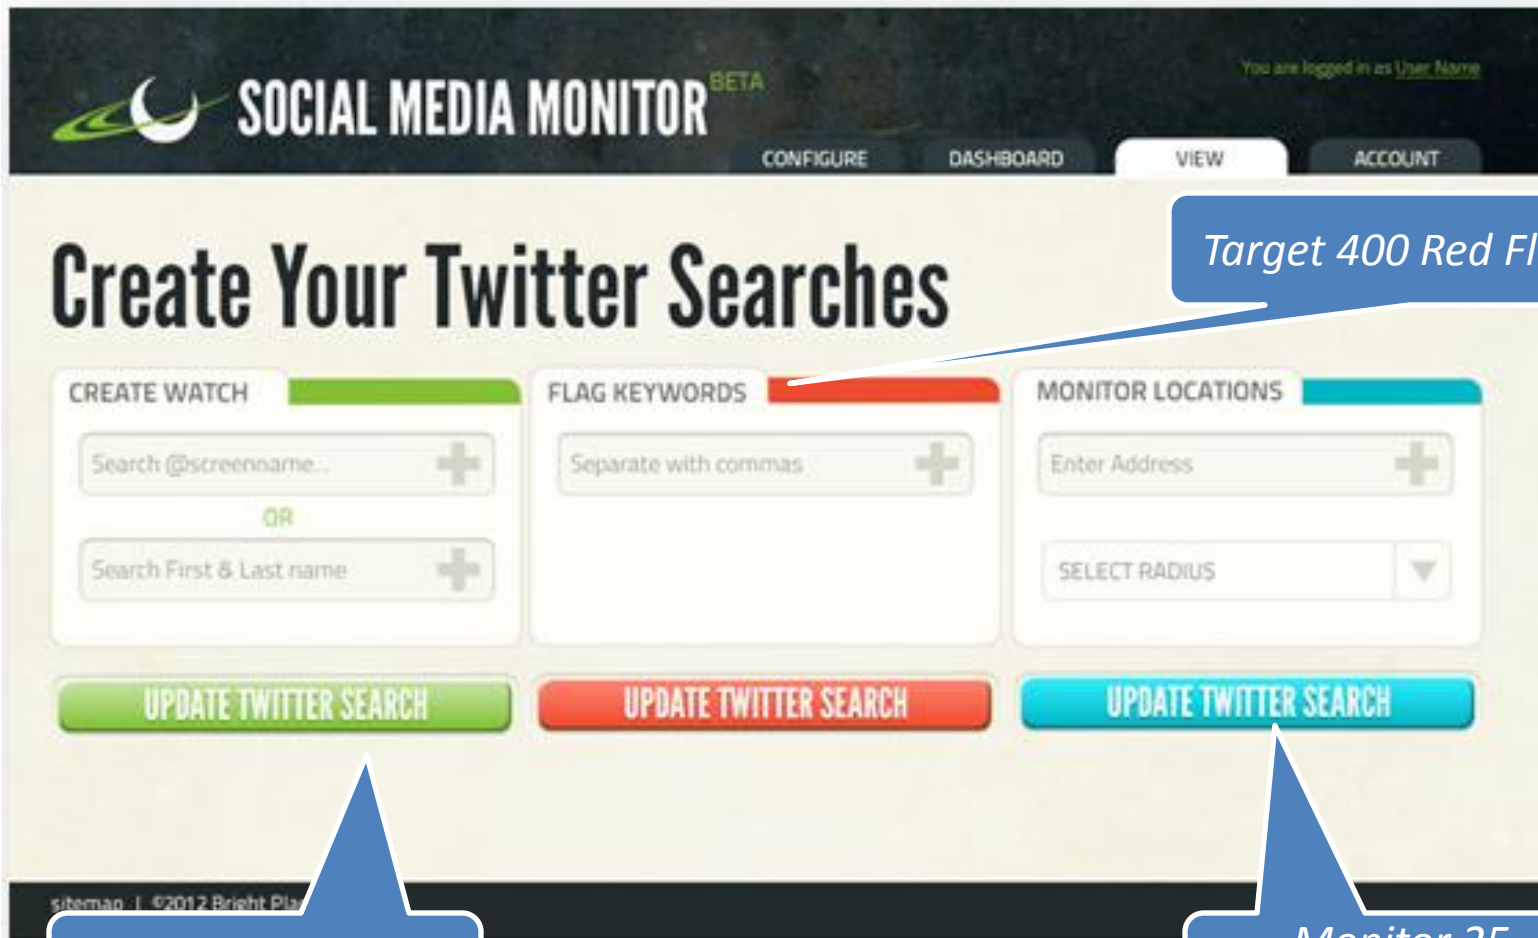 You are logged in as User Name
SOCIAL MEDIA MONITOR BETA
CONFIGURE DASHBOARD VIEW ACCOUNT
Target 400 Red Fl
Create Your Twitter Searches
CREATE WATCH
Search @screenname...
OR
Search First & Last name
UPDATE TWITTER SEARCH
FLAG KEYWORDS
Separate with commas
UPDATE TWITTER SEARCH
MONITOR LOCATIONS
Enter Address
SELECT RADIUS
UPDATE TWITTER SEARCH
sitemap | ©2012 Bright
Monitor 25